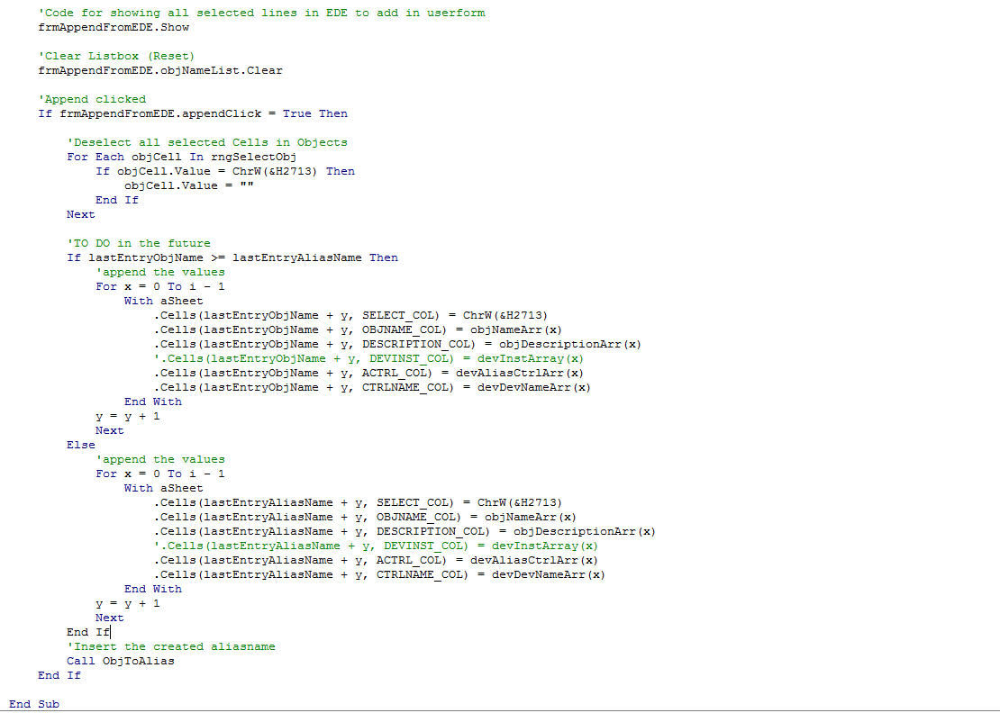 'Code for showing all selected lines in EDE to add in userform
frmAppendFromEDE.Show
'Clear Listbox (Reset)
frmAppendFromEDE.objNameList.Clear
'Append clicked
If frmAppendFromEDE.appendClick = True Then
'Deselect all selected Cells in Objects
For Each objCell In rngSelectObj
If objCell.Value = ChrW(&H2713) Then
objCell.Value = ""
End If
Next
'TO DO in the future
If lastEntryObjName >= lastEntryAliasName Then
'append the values
For x = 0 To i - 1
With aSheet
.Cells(lastEntryObjName + y, SELECT_COL) = ChrW(&H2713)
.Cells(lastEntryObjName + y, OBJNAME_COL) = objNameArr(x)
.Cells(lastEntryObjName + y, DESCRIPTION_COL) = objDescriptionArr(x)
'.Cells(lastEntryObjName + y, DEVINST_COL) = devInstArray(x)
.Cells(lastEntryObjName + y, ACTRL_COL) = devAliasCtrlArr(x)
.Cells(lastEntryObjName + y, CTRLNAME_COL) = devDevNameArr(x)
End With
y = y + 1
Next
Else
'append the values
For x = 0 To i - 1
With aSheet
.Cells(lastEntryAliasName + y, SELECT_COL) = ChrW(&H2713)
.Cells(lastEntryAliasName + y, OBJNAME_COL) = objNameArr(x)
.Cells(lastEntryAliasName + y, DESCRIPTION_COL) = objDescriptionArr(x)
'.Cells(lastEntryAliasName + y, DEVINST_COL) = devInstArray(x)
.Cells(lastEntryAliasName + y, ACTRL_COL) = devAliasCtrlArr(x)
.Cells(lastEntryAliasName + y, CTRLNAME_COL) = devDevNameArr(x)
End With
y = y + 1
Next
End If
'Insert the created aliasname
Call ObjToAlias
End If
End Sub